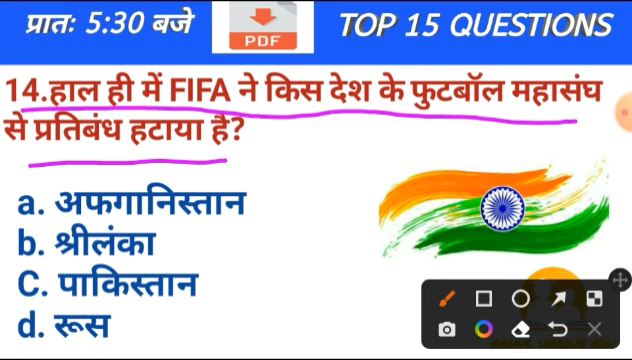 प्रातः 5:30 बजे
PDF
TOP 15 QUESTIONS
14.हाल ही में FIFA ने किस देश के फुटबॉल महासंघ
से प्रतिबंध हटाया है?
a. अफगानिस्तान
b. श्रीलंका
C. पाकिस्तान
d. रूस